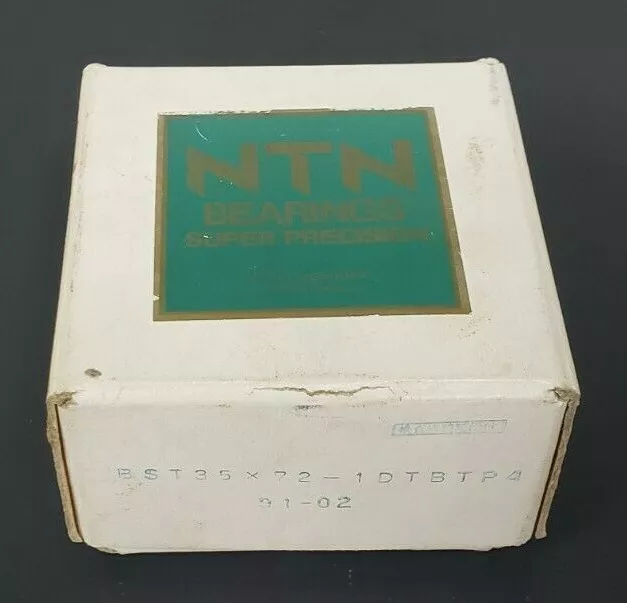 NTN
BEARINGS
SUPER PRECISION
BST35×72-1DTBTP4
91-02